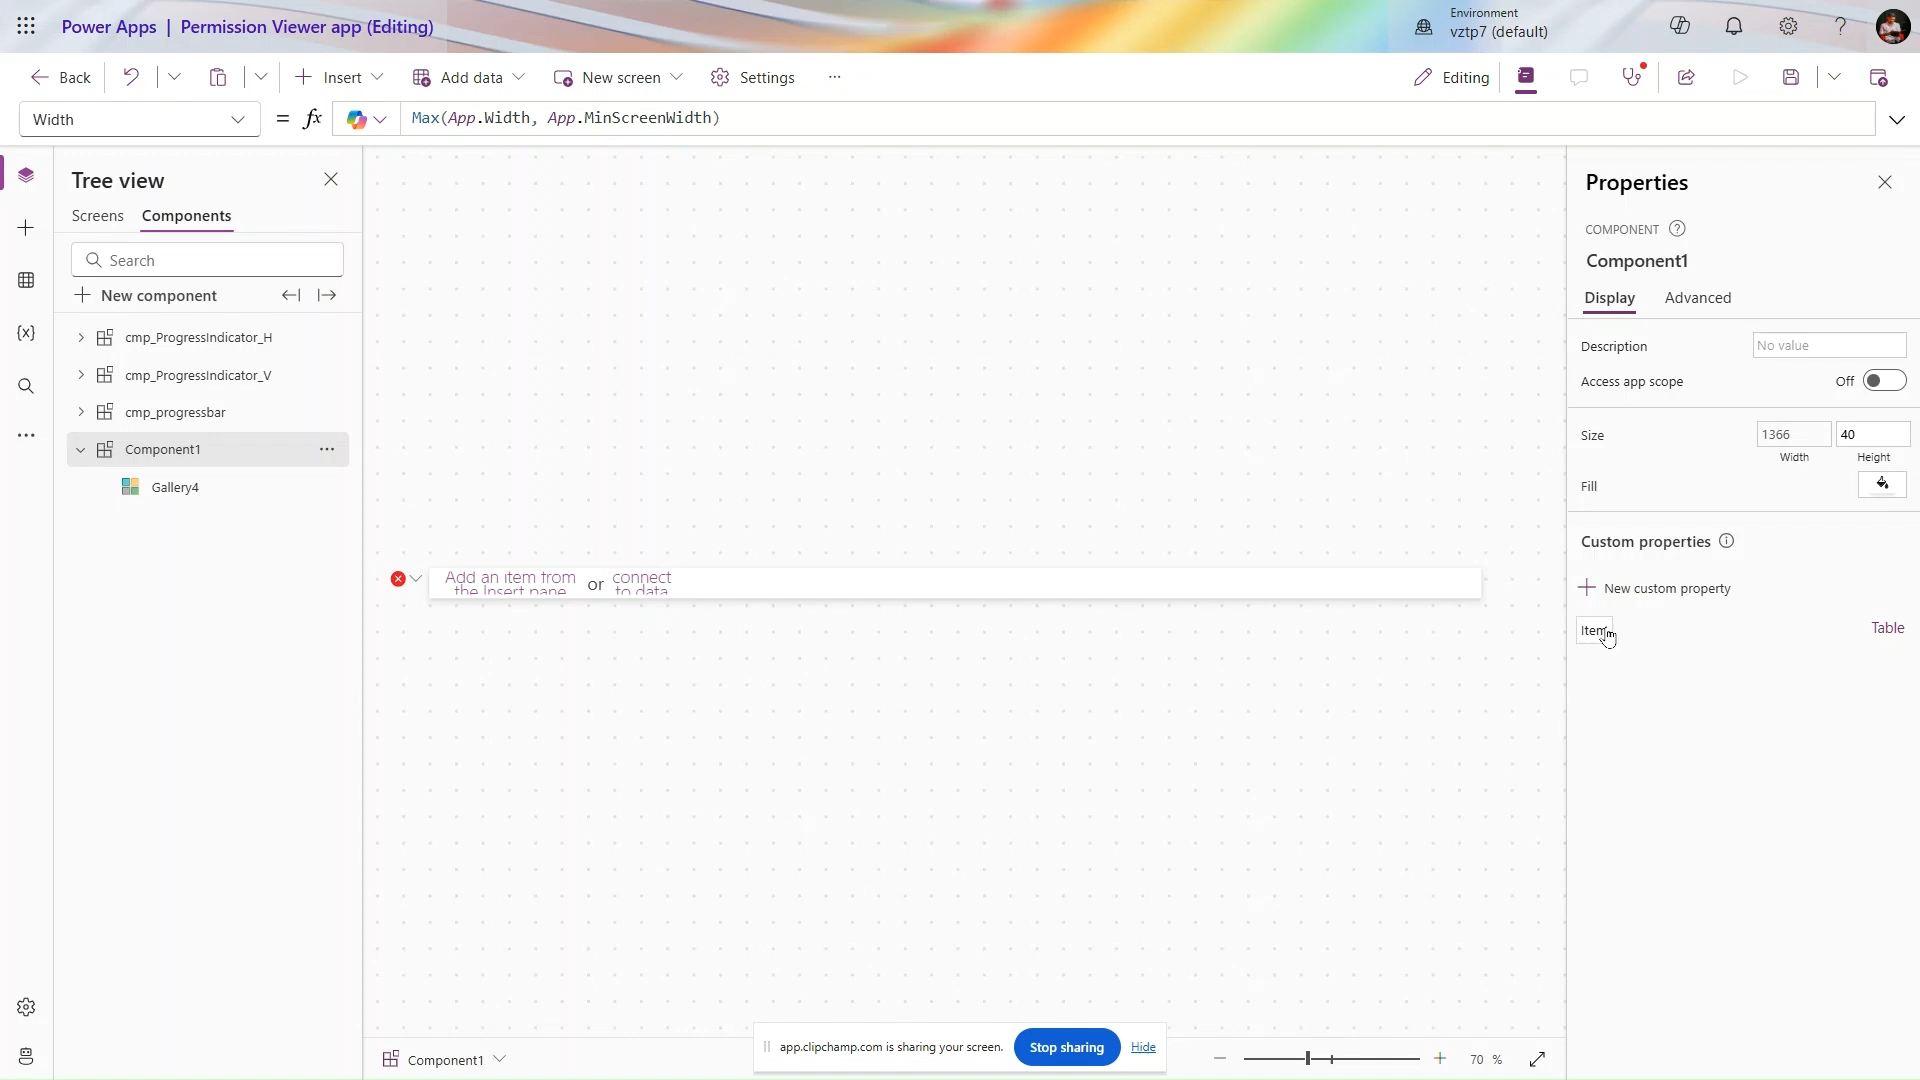 Power Apps | Permission Viewer app (Editing)
Environment
vztp7 (default)
Back
Insert
Add data
New screen
Settings
Editing
Width
= fx
Max(App.Width, App.MinScreenWidth)
Tree view
Screens
Components
Search
New component
cmp_ProgressIndicator_H
cmp_ProgressIndicator_V
cmp_progressbar
Component1
Gallery4
Add an item from
the Insert pane
or
connect
to data
Properties
COMPONENT
Component1
Display
Advanced
Description
No value
Access app scope
Off
Size
1366
40
Width
Height
Fill
Custom properties
New custom property
Table
Component1
app.clipchamp.com is sharing your screen.
Stop sharing
Hide
70 %